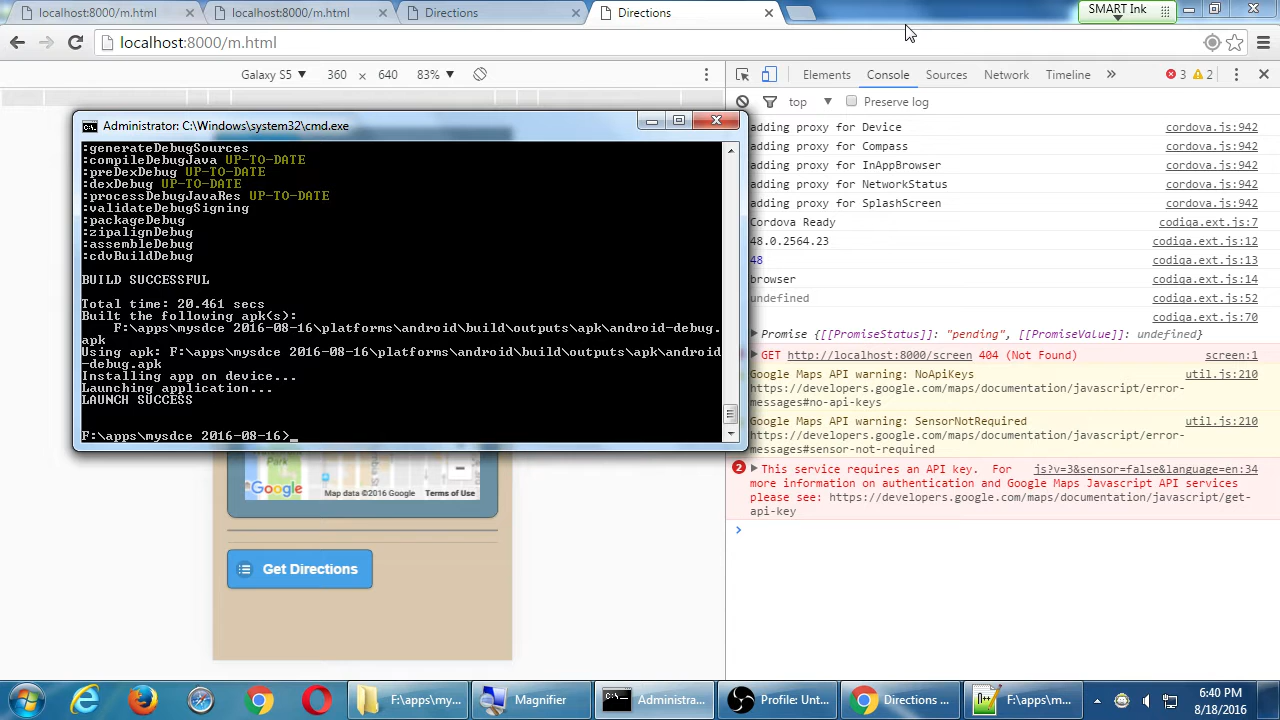 localhost:8000/m.html
localhost:8000/m.html
Directions
Directions
SMART Ink
localhost:8000/m.html
Galaxy S5 ▼ 360 x 640 83% ▼
Elements Console Sources Network Timeline » 3 2
top ▼ Preserve log
Administrator: C:\Windows\system32\cmd.exe
:generateDebugSources
:compileDebugJava UP-TO-DATE
:preDexDebug UP-TO-DATE
:dexDebug UP-TO-DATE
:processDebugJavaRes UP-TO-DATE
:validateDebugSigning
:packageDebug
:zipalignDebug
:assembleDebug
:cdvBuildDebug
BUILD SUCCESSFUL
Total time: 20.461 secs
Built the following apk(s):
F:\apps\mysdce 2016-08-16\platforms\android\build\outputs\apk\android-debug.
apk
Using apk: F:\apps\mysdce 2016-08-16\platforms\android\build\outputs\apk\android
-debug.apk
Installing app on device...
Launching application...
LAUNCH SUCCESS
F:\apps\mysdce 2016-08-16>_
adding proxy for Device cordova.js:942
adding proxy for Compass cordova.js:942
adding proxy for InAppBrowser cordova.js:942
adding proxy for NetworkStatus cordova.js:942
adding proxy for SplashScreen cordova.js:942
Cordova Ready codiqa.ext.js:7
48.0.2564.23 codiqa.ext.js:12
48 codiqa.ext.js:13
browser codiqa.ext.js:14
undefined codiqa.ext.js:52
codiqa.ext.js:70
Promise {[[PromiseStatus]]: "pending", [[PromiseValue]]: undefined}
GET http://localhost:8000/screen 404 (Not Found) screen:1
Google Maps API warning: NoApiKeys util.js:210
https://developers.google.com/maps/documentation/javascript/error-
messages#no-api-keys
Google Maps API warning: SensorNotRequired util.js:210
https://developers.google.com/maps/documentation/javascript/error-
messages#sensor-not-required
2 This service requires an API key. For js?v=3&sensor=false&language=en:34
more information on authentication and Google Maps Javascript API services
please see: https://developers.google.com/maps/documentation/javascript/get-
api-key
Park
Google Map data ©2016 Google Terms of Use
Get Directions
F:\apps\my...
Magnifier
Administra...
Profile: Unt...
Directions ...
F:\apps\m...
6:40 PM
8/18/2016